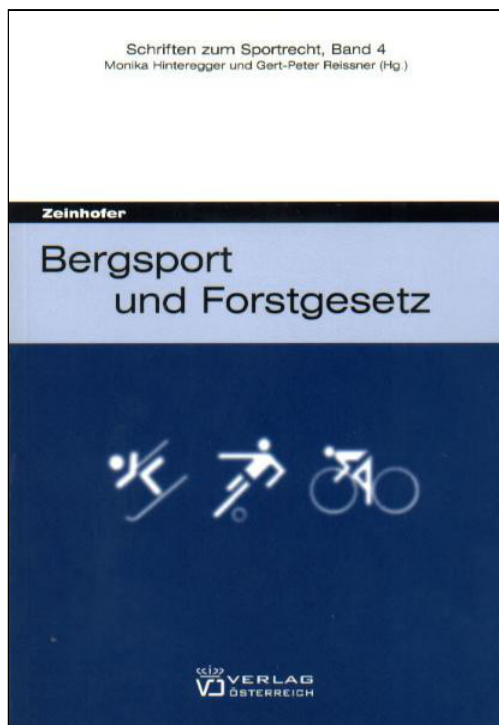 Schriften zum Sportrecht, Band 4
Monika Hinteregger und Gert-Peter Reissner (Hg.)
Zeinhofer
Bergsport
und Forstgesetz
VERLAG
ÖSTERREICH